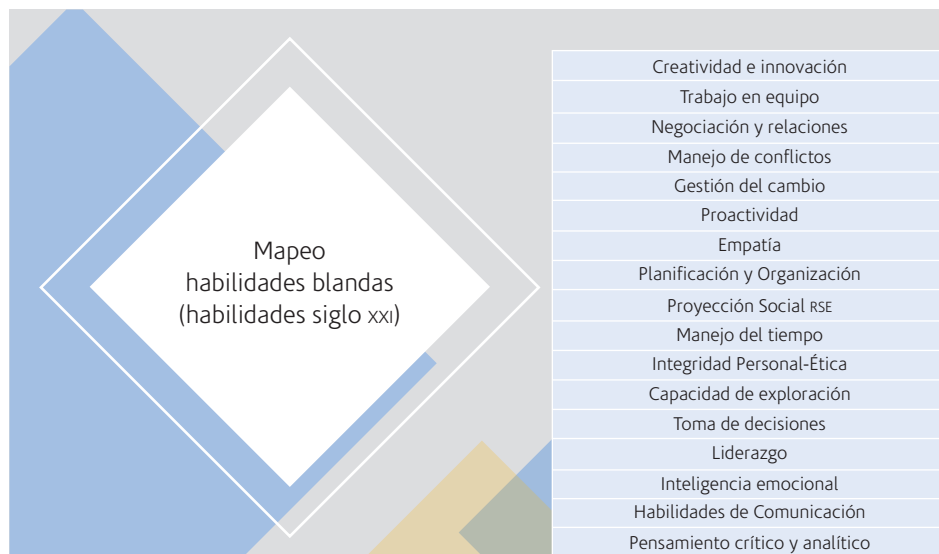 Mapeo
habilidades blandas
(habilidades siglo XXI)
Creatividad e innovación
Trabajo en equipo
Negociación y relaciones
Manejo de conflictos
Gestión del cambio
Proactividad
Empatía
Planificación y Organización
Proyección Social RSE
Manejo del tiempo
Integridad Personal-Ética
Capacidad de exploración
Toma de decisiones
Liderazgo
Inteligencia emocional
Habilidades de Comunicación
Pensamiento crítico y analítico